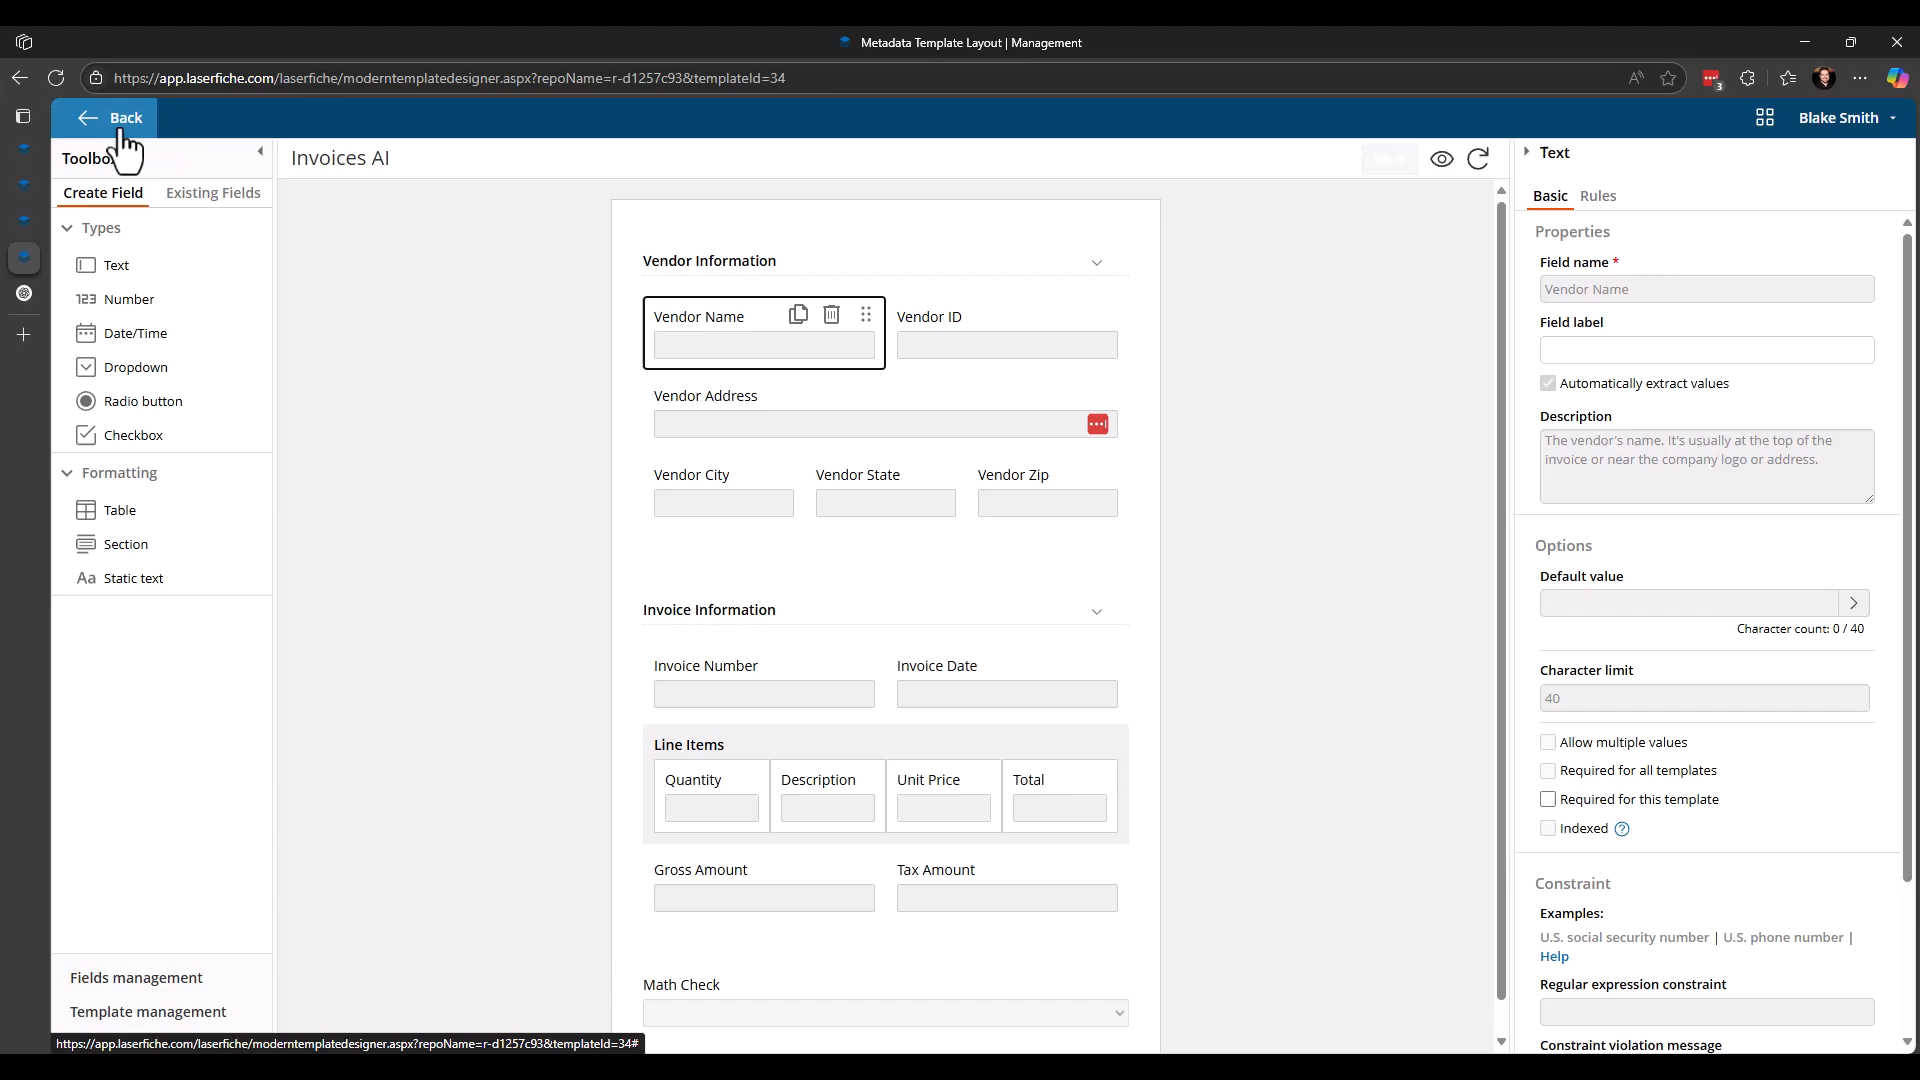 Metadata Template Layout | Management
https://app.laserfiche.com/laserfiche/moderntemplatedesigner.aspx?repoName=r-d1257c93&templateId=34
3
Back
Blake Smith
Toolbo
Create Field
Existing Fields
Types
Text
123 Number
Date/Time
Dropdown
Radio button
Checkbox
Formatting
Table
Section
Aa Static text
Fields management
Template management
https://app.laserfiche.com/laserfiche/moderntemplatedesigner.aspx?repoName=r-d1257c93&templateId=34#
Invoices AI
Save
Vendor Information
Vendor Name
Vendor ID
Vendor Address
Vendor City
Vendor State
Vendor Zip
Invoice Information
Invoice Number
Invoice Date
Line Items
Quantity
Description
Unit Price
Total
Gross Amount
Tax Amount
Math Check
Text
Basic
Rules
Properties
Field name *
Vendor Name
Field label
Automatically extract values
Description
The vendor's name. It's usually at the top of the
invoice or near the company logo or address.
Options
Default value
Character count: 0 / 40
Character limit
40
Allow multiple values
Required for all templates
Required for this template
Indexed ?
Constraint
Examples:
U.S. social security number | U.S. phone number |
Help
Regular expression constraint
Constraint violation message